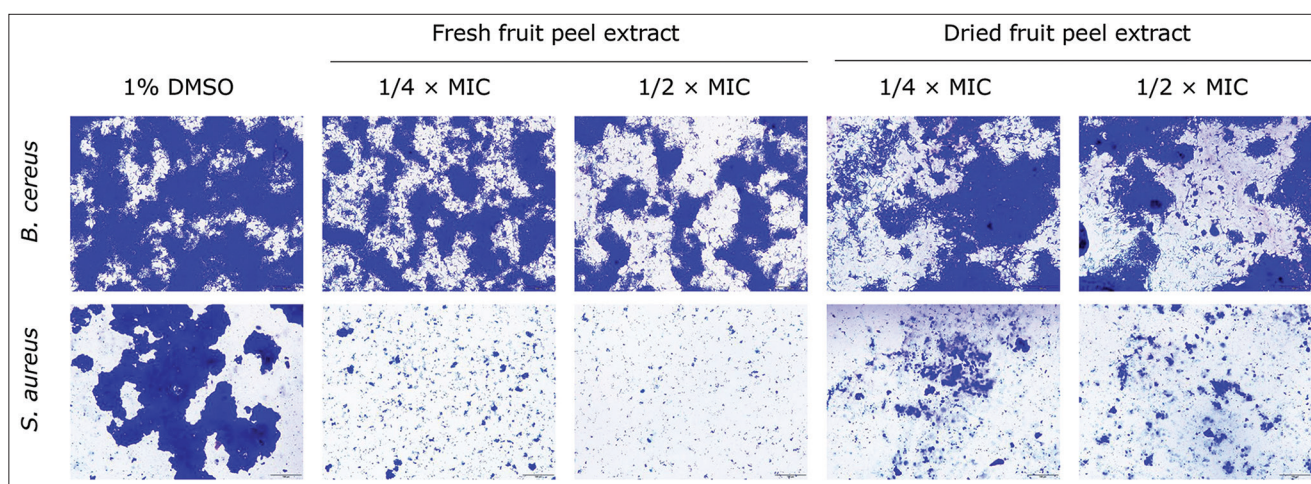 Fresh fruit peel extract
Dried fruit peel extract
1% DMSO
1/4 × MIC
1/2 × MIC
1/4 × MIC
1/2 × MIC
B. cereus
S. aureus